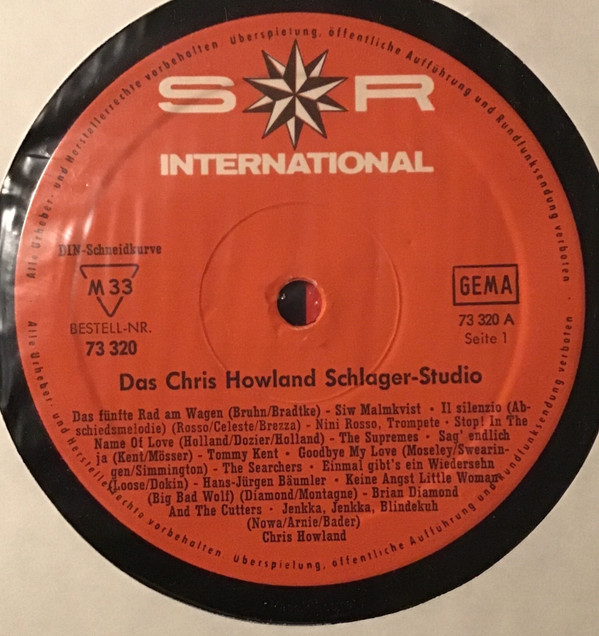 Alle Urheber- und Herstellerrechte vorbehalten. Überspielung, öffentliche Aufführung und Rundfunksendung verboten
S R
INTERNATIONAL
DIN-Schneidkurve
M 33
BESTELL-NR.
73 320
GEMA
73 320 A
Seite 1
Das Chris Howland Schlager-Studio
Das fünfte Rad am Wagen (Bruhn/Bradtke) - Siw Malmkvist · Il silenzio (Ab-
schiedsmelodie) (Rosso/Celeste/Brezza) - Nini Rosso, Trompete · Stop! In The
Name Of Love (Holland/Dozier/Holland) - The Supremes · Sag' endlich
ja (Kent/Mösser) - Tommy Kent · Goodbye My Love (Moseley/Swearin-
gen/Simmington) - The Searchers · Einmal gibt's ein Wiedersehn
(Loose/Dokin) - Hans-Jürgen Bäumler · Keine Angst Little Woman
(Big Bad Wolf) (Diamond/Montagne) - Brian Diamond
And The Cutters · Jenkka, Jenkka, Blindekuh
(Nowa/Arnie/Bader)
Chris Howland
Alle Urheber- und Herstellerrechte vorbehalten. Überspielung, öffentliche Aufführung und Rundfunksendung verboten